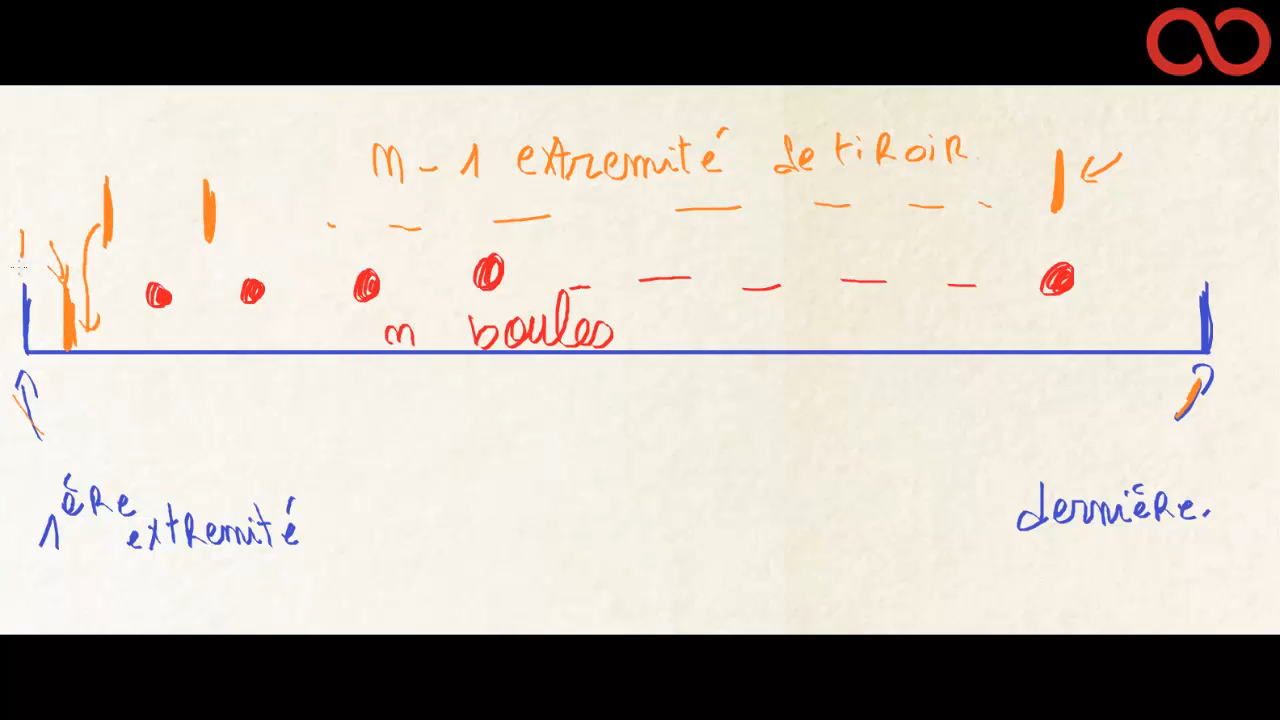 m - 1 extremité de tiroir.
n boules
1ère extremité
dernière.